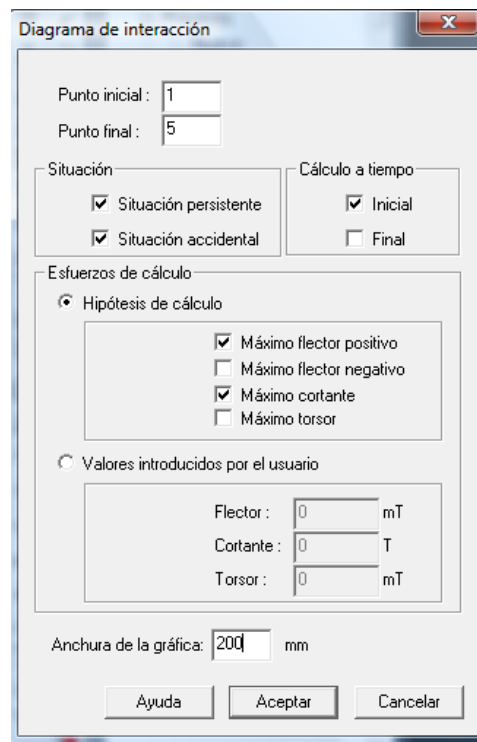 Diagrama de interacción
Punto inicial : 1
Punto final : 5
Situación
Situación persistente
Situación accidental
Cálculo a tiempo
Inicial
Final
Esfuerzos de cálculo
Hipótesis de cálculo
Máximo flector positivo
Máximo flector negativo
Máximo cortante
Máximo torsor
Valores introducidos por el usuario
Flector : 0 mT
Cortante : 0 T
Torsor : 0 mT
Anchura de la gráfica: 200 mm
Ayuda Aceptar Cancelar